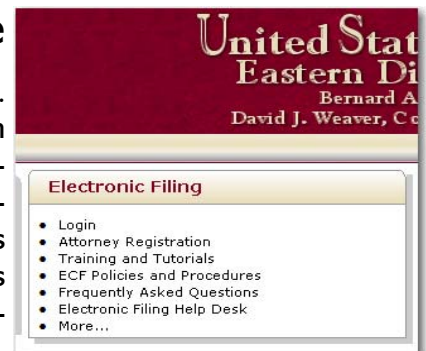 United Stat
Eastern Di
Bernard A
David J. Weaver, Co
Electronic Filing
• Login
• Attorney Registration
• Training and Tutorials
• ECF Policies and Procedures
• Frequently Asked Questions
• Electronic Filing Help Desk
• More...